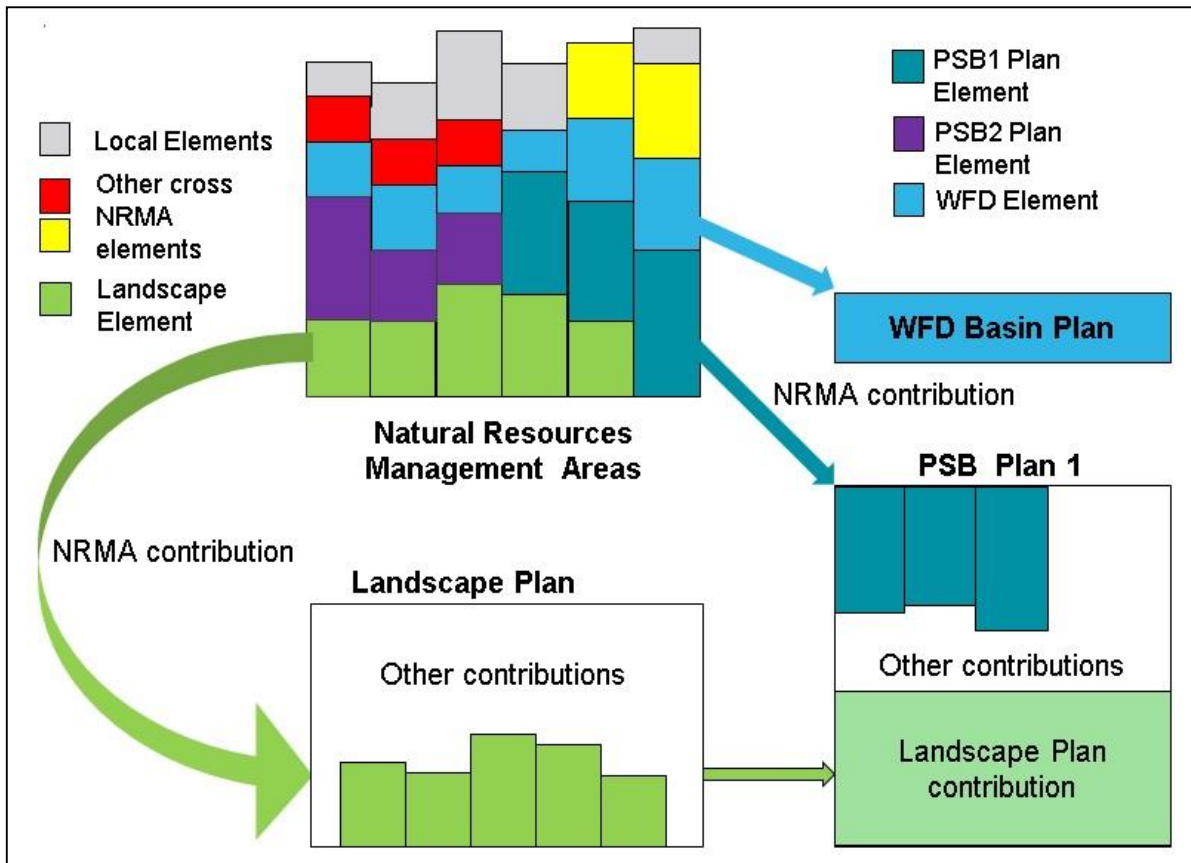 Local Elements
Other cross
NRMA
elements
Landscape
Element
PSB1 Plan
Element
PSB2 Plan
Element
WFD Element
WFD Basin Plan
NRMA contribution
Natural Resources
Management Areas
PSB Plan 1
NRMA contribution
Landscape Plan
Other contributions
Other contributions
Landscape Plan
contribution